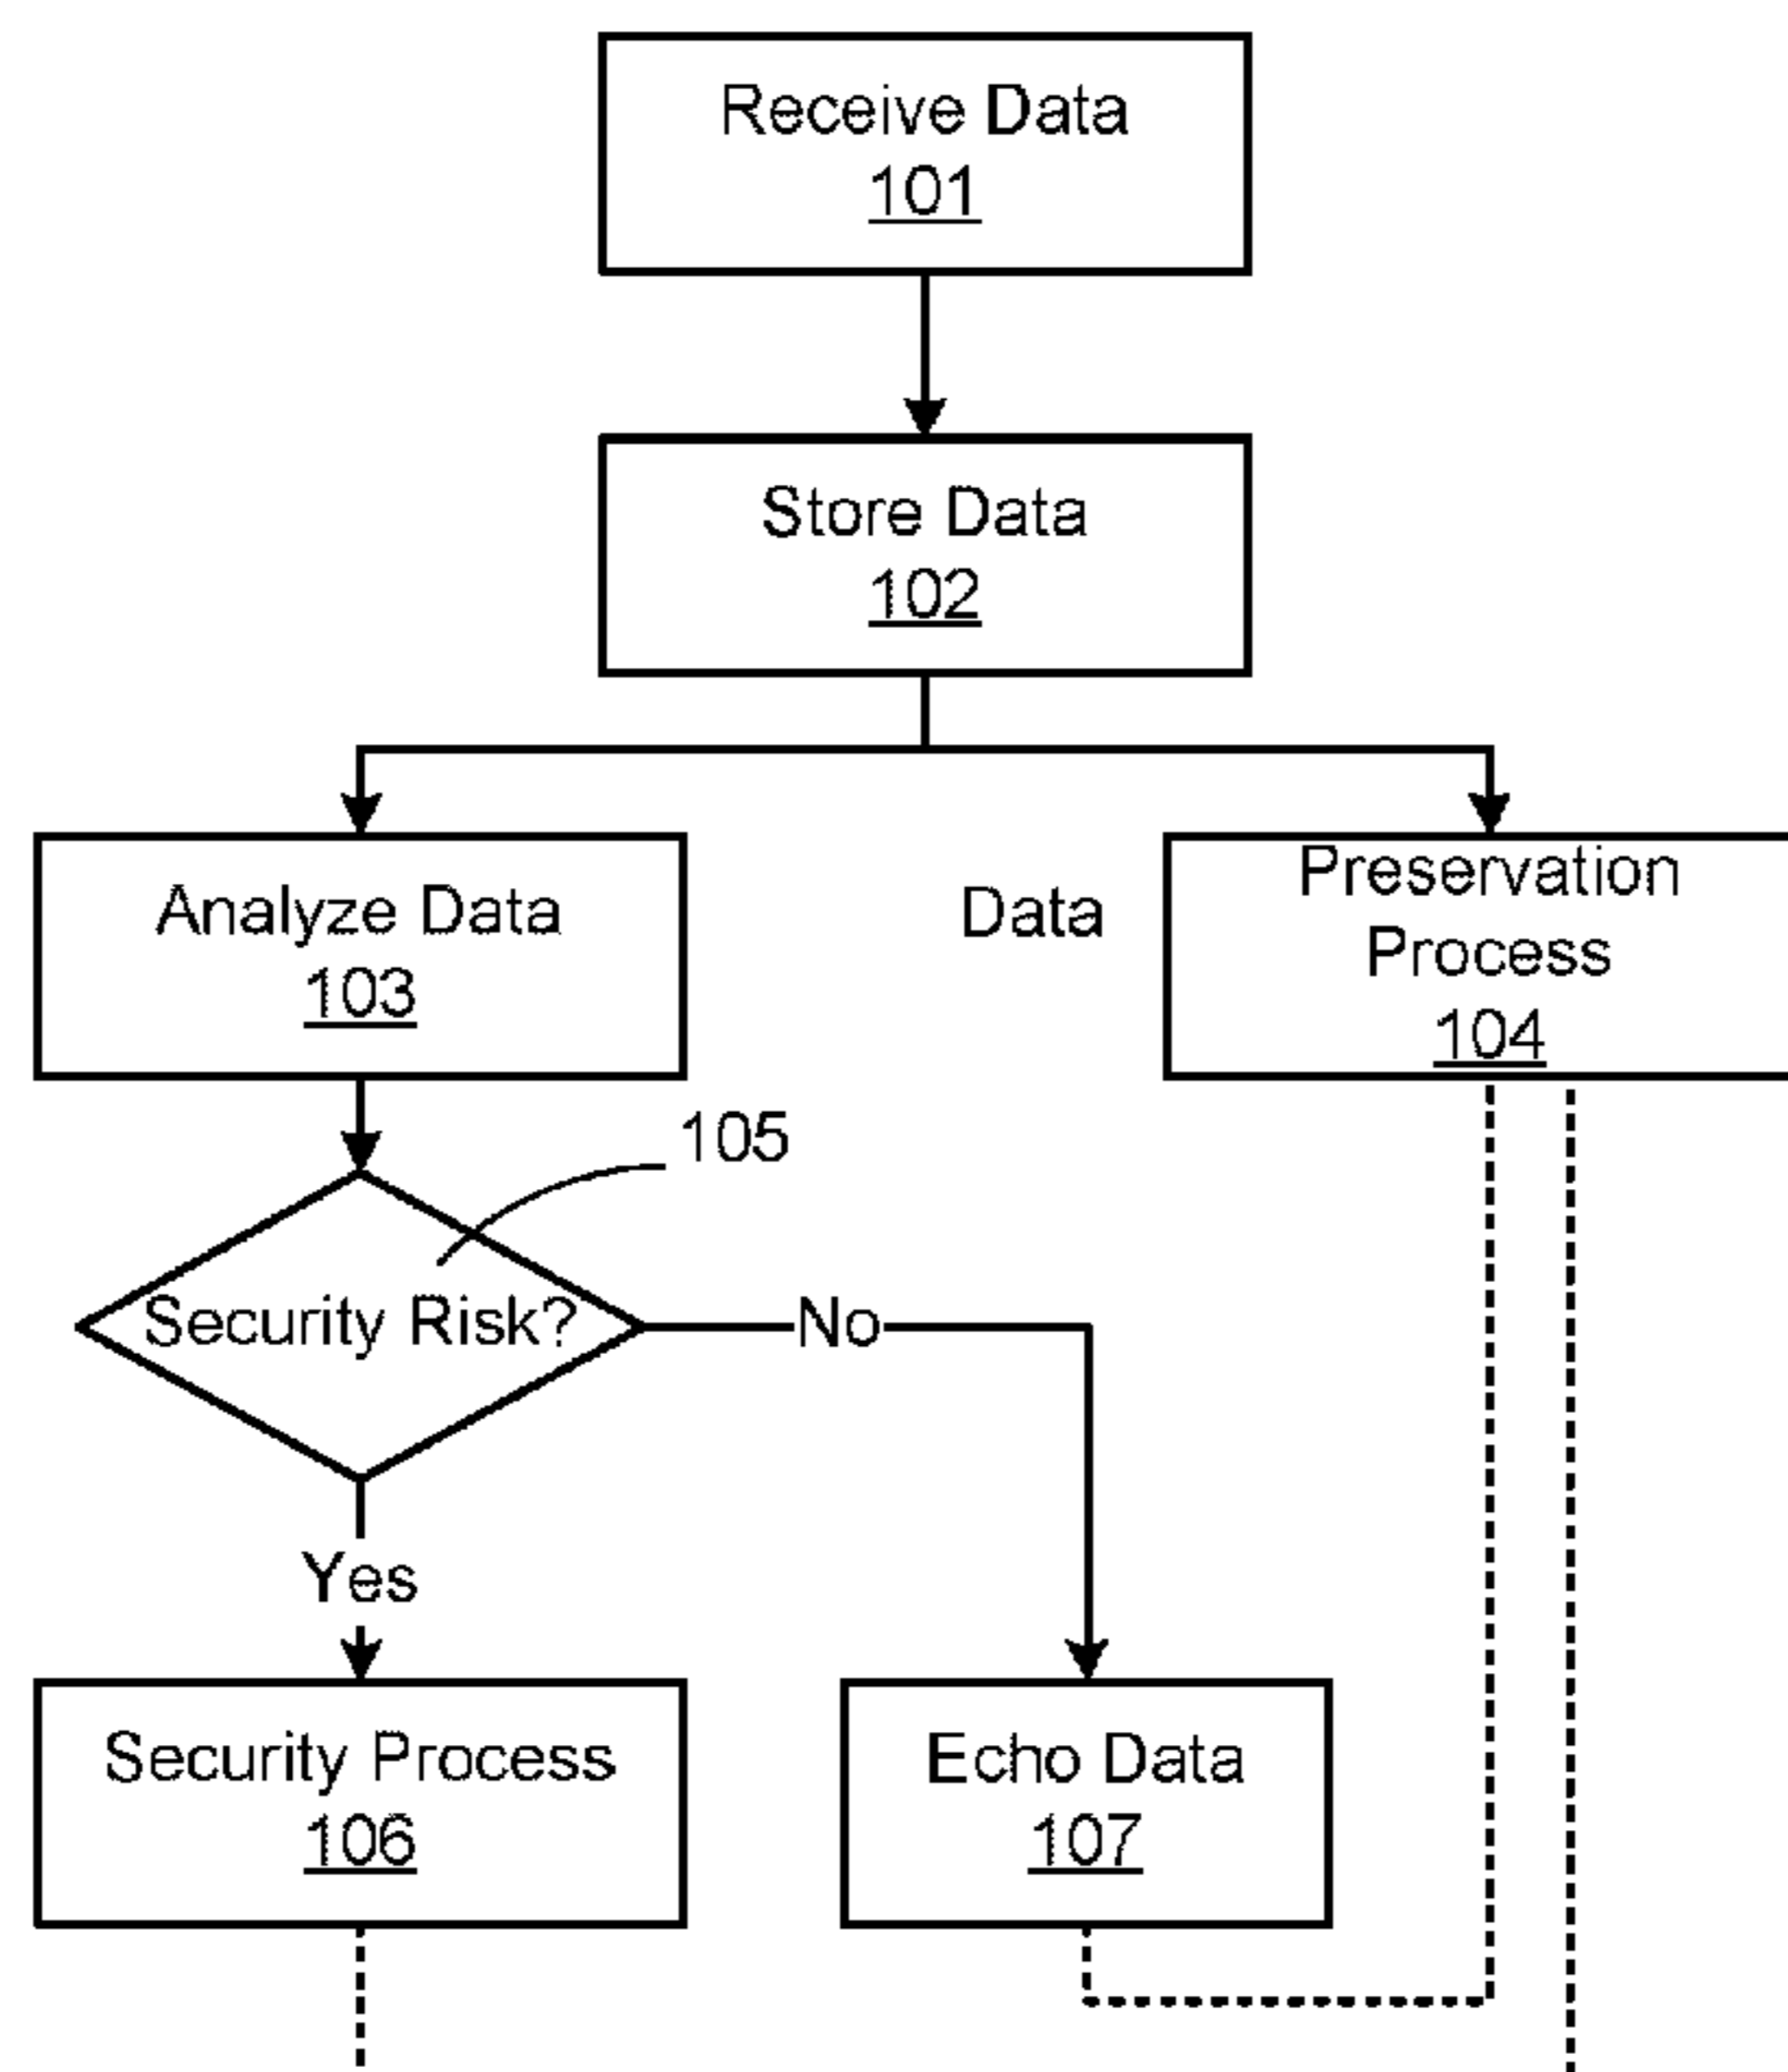 Receive Data
101
Store Data
102
Analyze Data
103
Data
Preservation
Process
104
105
Security Risk?
No
Yes
Security Process
106
Echo Data
107